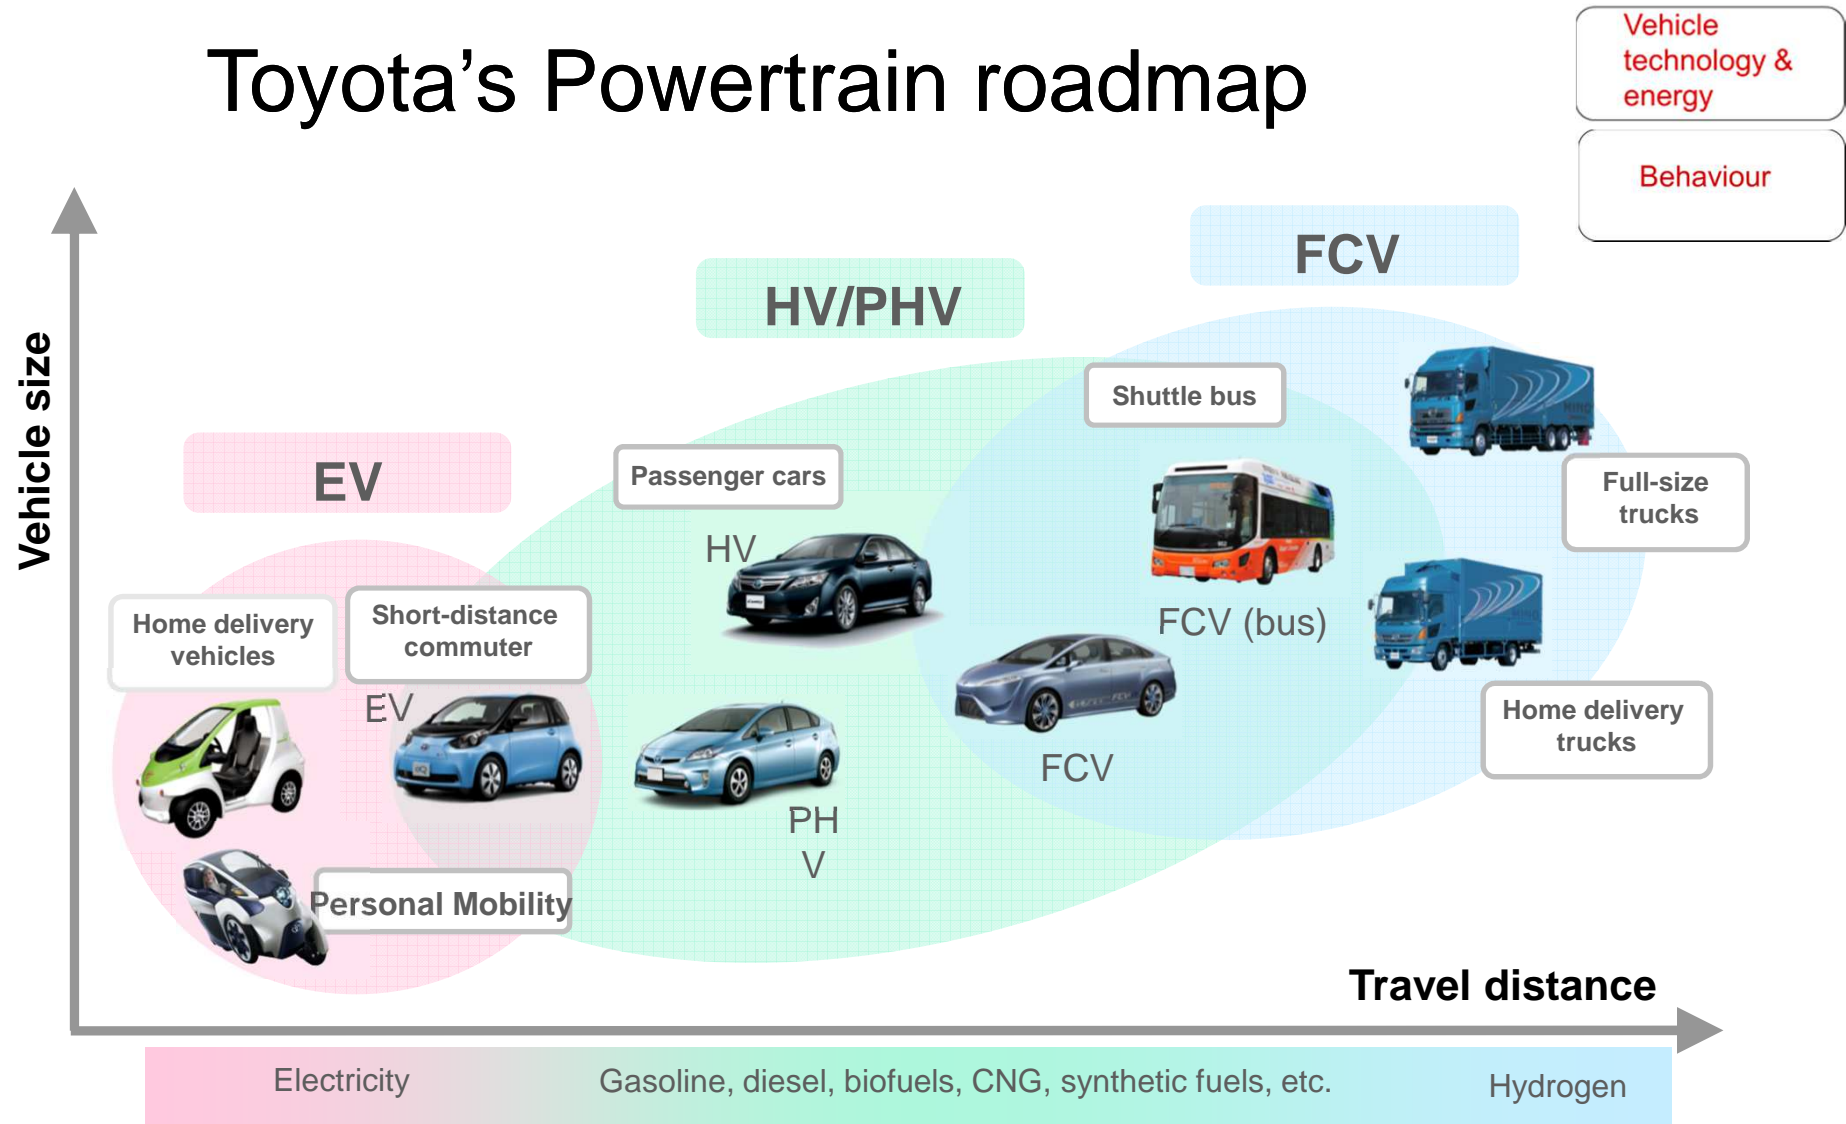 Toyota's Powertrain roadmap
Vehicle
technology &
energy
Behaviour
Vehicle size
FCV
HV/PHV
EV
Shuttle bus
Passenger cars
Full-size
trucks
HV
Home delivery
vehicles
Short-distance
commuter
FCV (bus)
EV
Home delivery
trucks
FCV
PH
V
Personal Mobility
Travel distance
Electricity
Gasoline, diesel, biofuels, CNG, synthetic fuels, etc.
Hydrogen